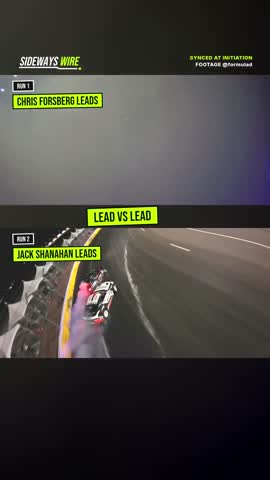 SIDEWAYS WIRE
SYNCED AT INITIATION
FOOTAGE @formulad
RUN 1
CHRIS FORSBERG LEADS
LEAD VS LEAD
RUN 2
JACK SHANAHAN LEADS